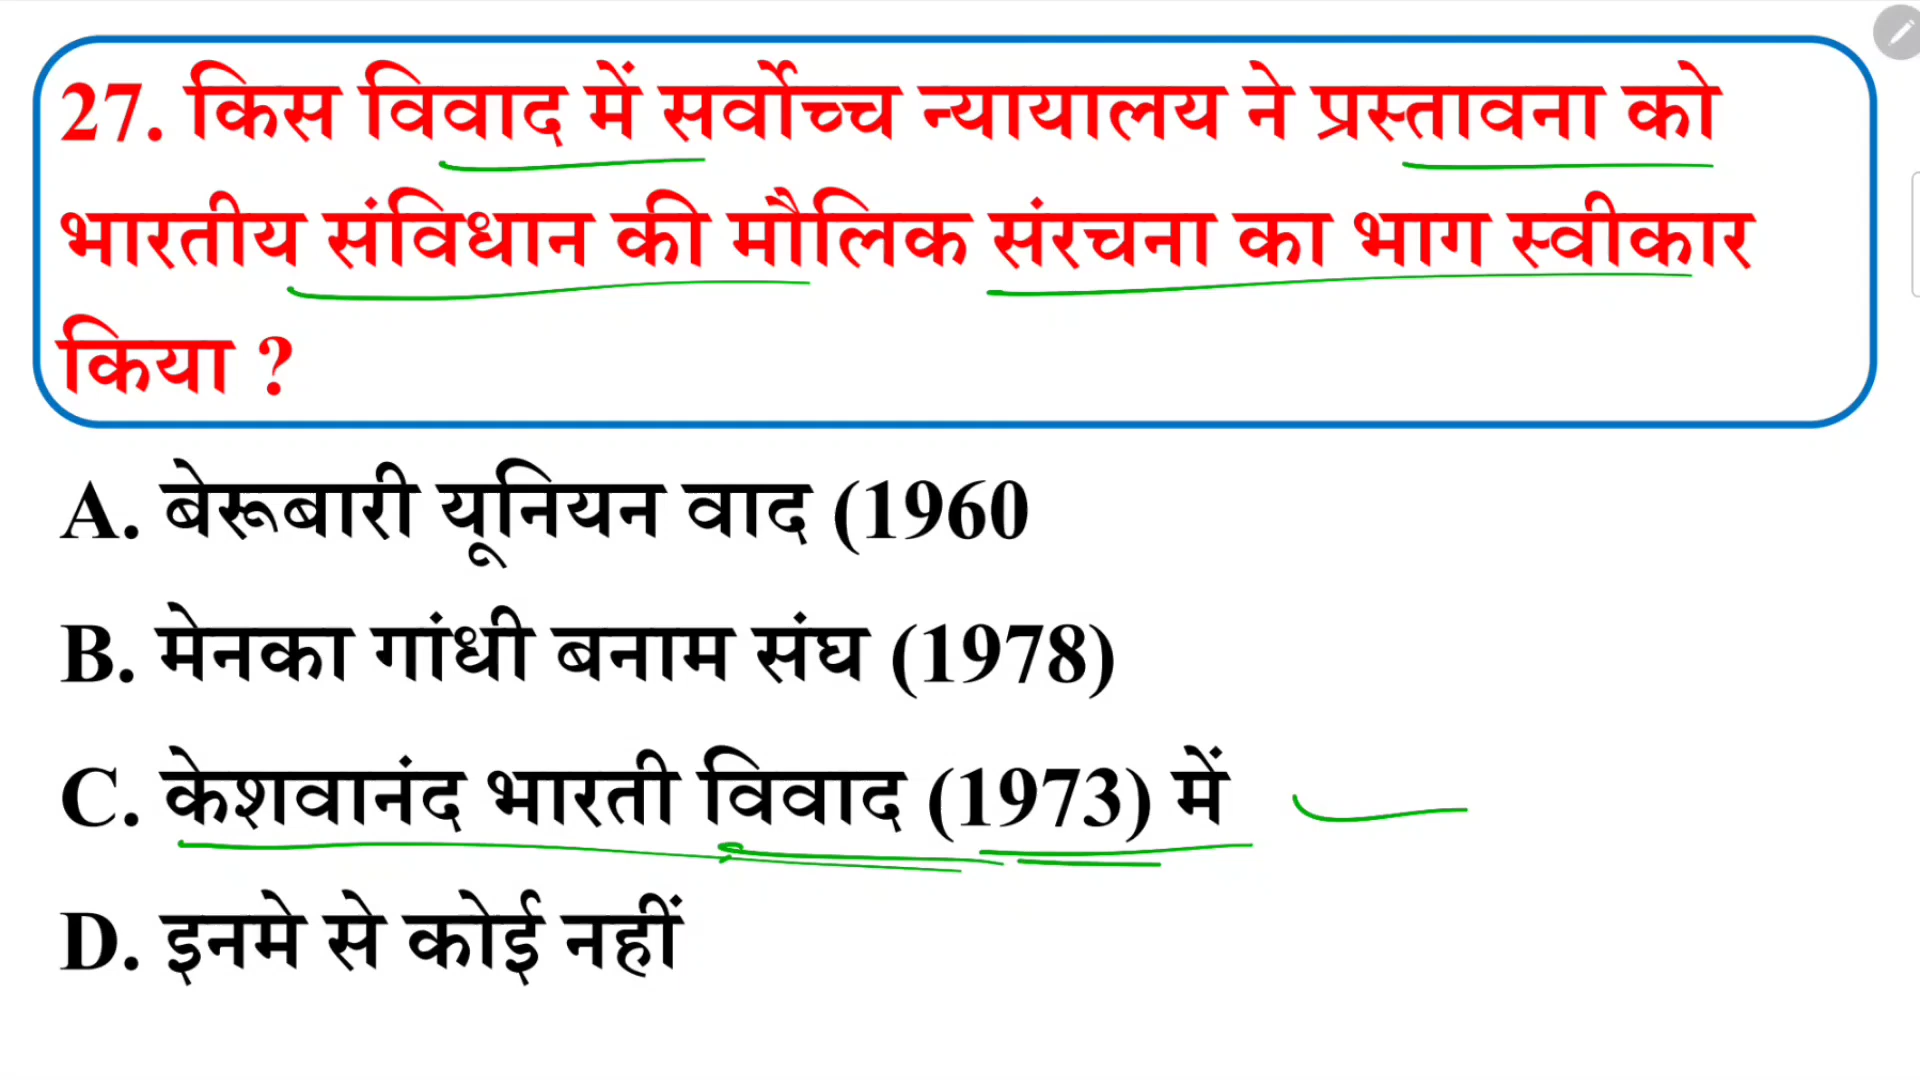 27. किस विवाद में सर्वोच्च न्यायालय ने प्रस्तावना को
भारतीय संविधान की मौलिक संरचना का भाग स्वीकार
किया ?
A. बेरूबारी यूनियन वाद (1960
B. मेनका गांधी बनाम संघ (1978)
C. केशवानंद भारती विवाद (1973) में
D. इनमे से कोई नहीं